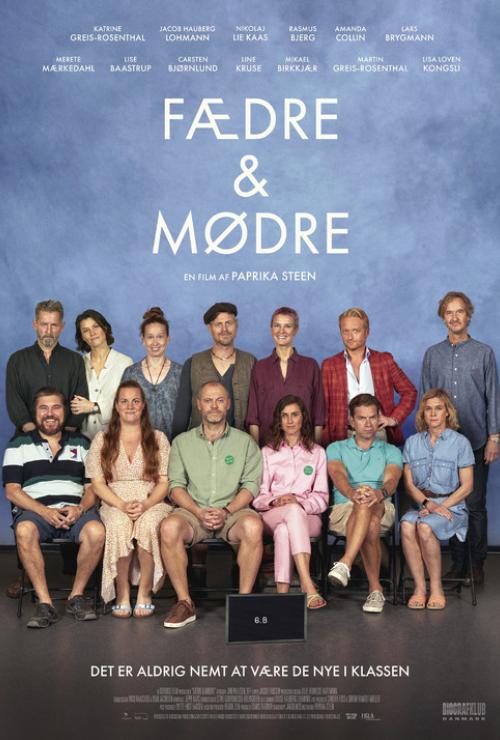 KATRINE JACOB HAUBERG NIKOLAJ RASMUS AMANDA LARS
GREIS-ROSENTHAL LOHMANN LIE KAAS BJERG COLLIN BRYGMANN
MERETE LISE CARSTEN LINE MIKAEL MARTIN LISA LOVEN
MÆRKEDAHL BAASTRUP BJØRNLUND KRUSE BIRKKJÆR GREIS-ROSENTHAL KONGSLI
FÆDRE
&
MØDRE
EN FILM AF PAPRIKA STEEN
6.B
DET ER ALDRIG NEMT AT VÆRE DE NYE I KLASSEN
BIOGRAFKLUB
DANMARK